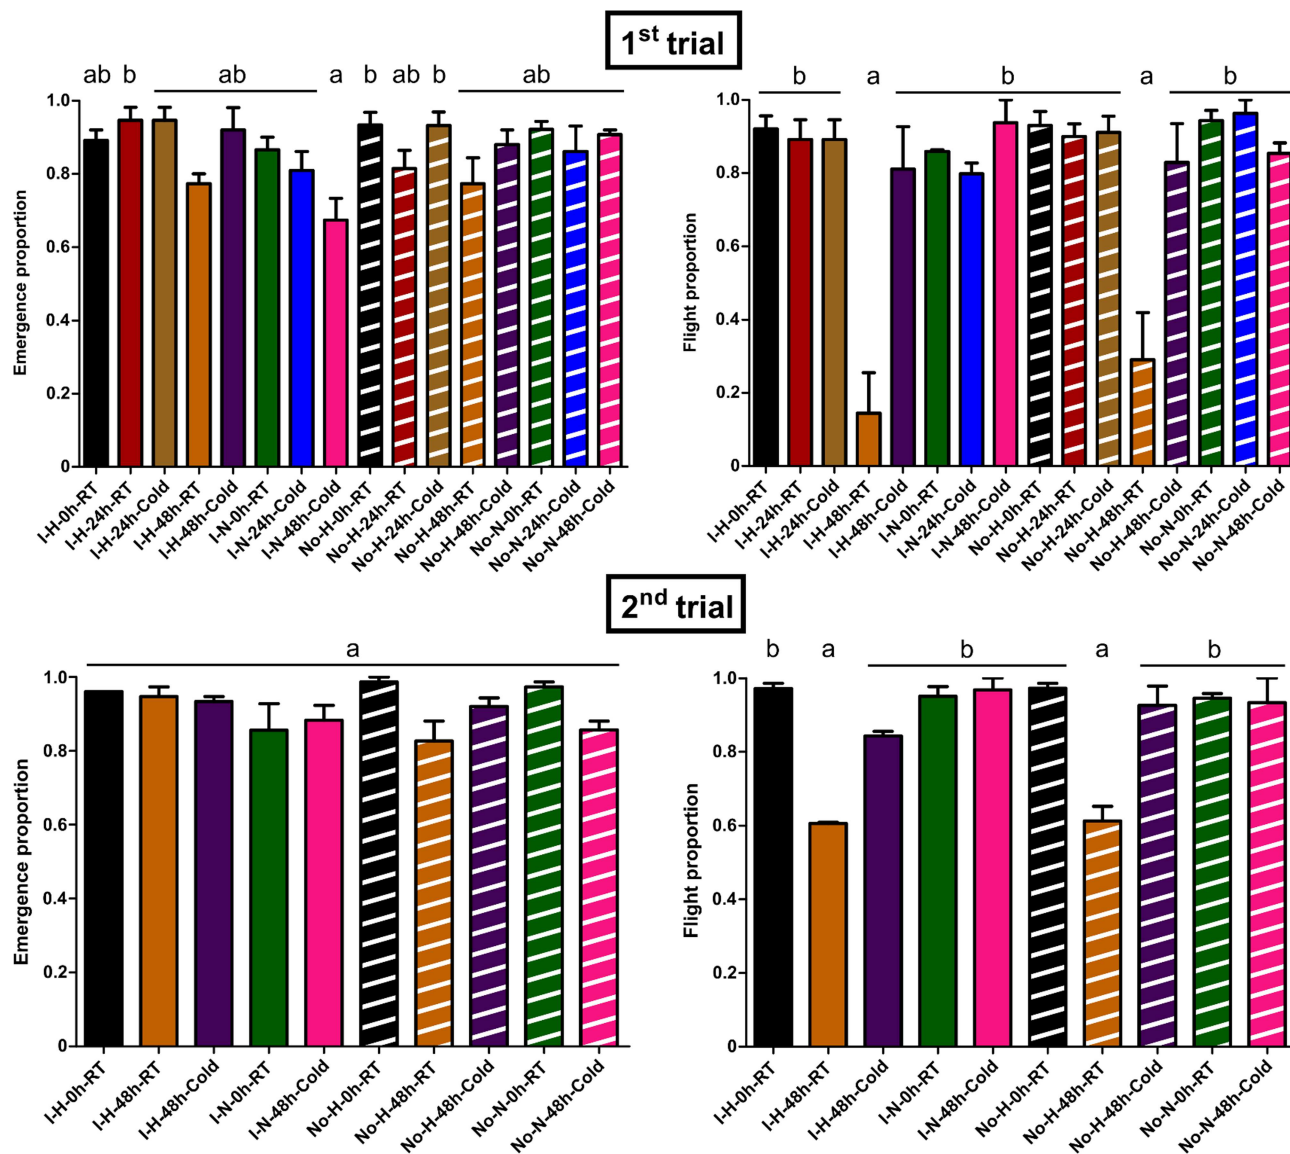 1st trial
ab b ab a b ab b ab
Emergence proportion
1.0
0.8
0.6
0.4
0.2
0
I-H-0h-RT
I-H-24h-RT
I-H-24h-Cold
I-H-48h-RT
I-H-48h-Cold
I-N-0h-RT
I-N-24h-Cold
I-N-48h-Cold
No-H-0h-RT
No-H-24h-RT
No-H-24h-Cold
No-H-48h-RT
No-H-48h-Cold
No-N-0h-RT
No-N-24h-Cold
No-N-48h-Cold
b a b a b
Flight proportion
1.0
0.8
0.6
0.4
0.2
0
I-H-0h-RT
I-H-24h-RT
I-H-24h-Cold
I-H-48h-RT
I-H-48h-Cold
I-N-0h-RT
I-N-24h-Cold
I-N-48h-Cold
No-H-0h-RT
No-H-24h-RT
No-H-24h-Cold
No-H-48h-RT
No-H-48h-Cold
No-N-0h-RT
No-N-24h-Cold
No-N-48h-Cold
2nd trial
a
Emergence proportion
1.0
0.8
0.6
0.4
0.2
0
I-H-0h-RT
I-H-48h-RT
I-H-48h-Cold
I-N-0h-RT
I-N-48h-Cold
No-H-0h-RT
No-H-48h-RT
No-H-48h-Cold
No-N-0h-RT
No-N-48h-Cold
b a b a b
Flight proportion
1.0
0.8
0.6
0.4
0.2
0
I-H-0h-RT
I-H-48h-RT
I-H-48h-Cold
I-N-0h-RT
I-N-48h-Cold
No-H-0h-RT
No-H-48h-RT
No-H-48h-Cold
No-N-0h-RT
No-N-48h-Cold